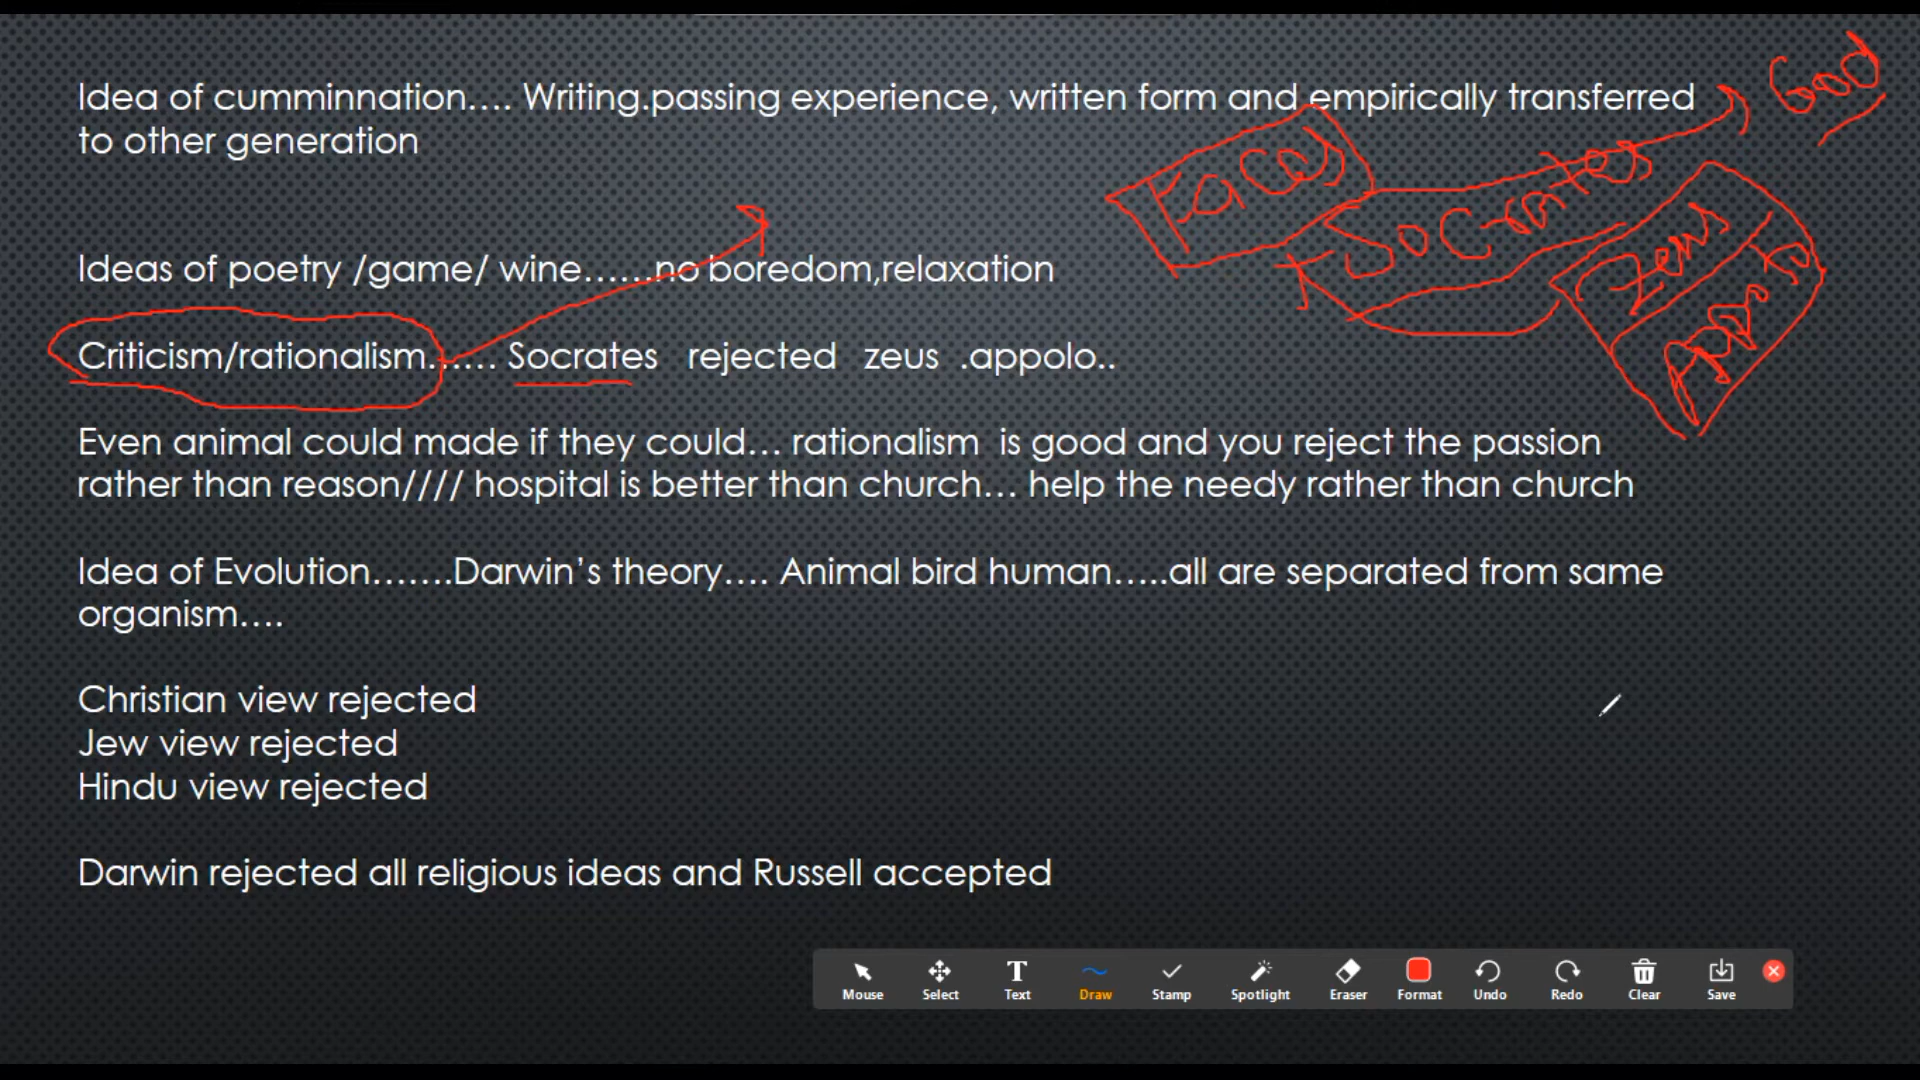 Idea of cumminnation.... Writing.passing experience, written form and empirically transferred
to other generation
Good
Socrates
Zeus
Ideas of poetry /game/ wine......no boredom,relaxation
Criticism/rationalism...... Socrates rejected zeus .appolo..
Even animal could made if they could... rationalism is good and you reject the passion
rather than reason//// hospital is better than church... help the needy rather than church
Idea of Evolution.......Darwin’s theory.... Animal bird human.....all are separated from same
organism....
Christian view rejected
Jew view rejected
Hindu view rejected
Darwin rejected all religious ideas and Russell accepted
Mouse Select Text Draw Stamp Spotlight Eraser Format Undo Redo Clear Save